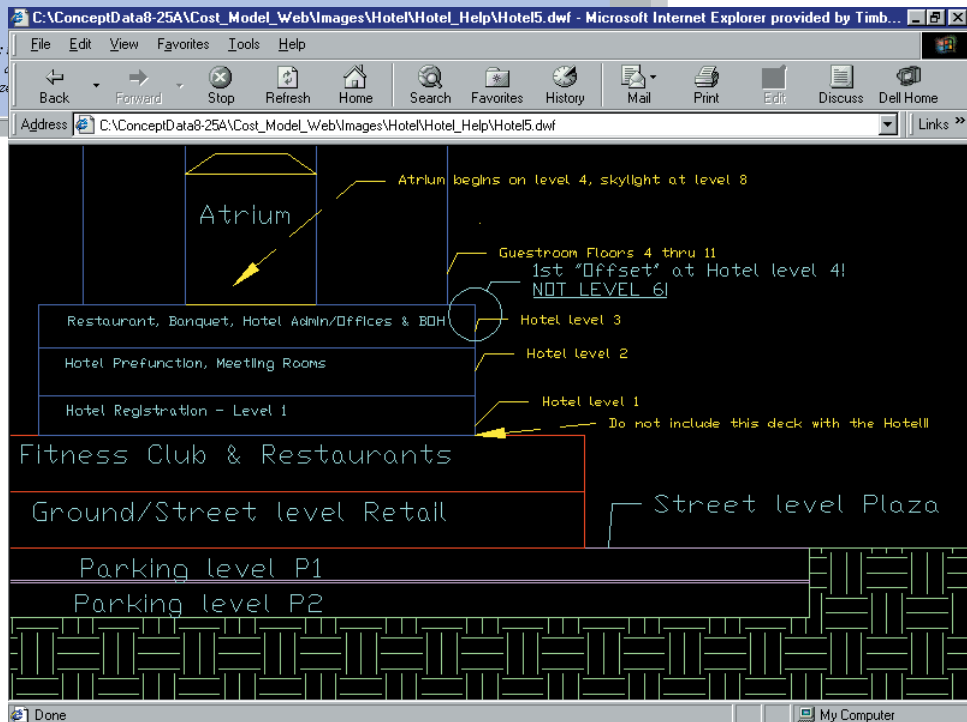 C:\ConceptData8-25A\Cost_Model_Web\Images\Hotel\Hotel_Help\Hotel5.dwf - Microsoft Internet Explorer provided by Timb...
File Edit View Favorites Tools Help
Back Forward Stop Refresh Home Search Favorites History Mail Print Edit Discuss Dell Home
Address C:\ConceptData8-25A\Cost_Model_Web\Images\Hotel\Hotel_Help\Hotel5.dwf Links »
Atrium begins on level 4, skylight at level 8
Atrium
Guestroom Floors 4 thru 11
1st "Offset" at Hotel level 4!
NOT LEVEL 6!
Restaurant, Banquet, Hotel Admin/Offices & BOH
Hotel level 3
Hotel Prefunction, Meeting Rooms
Hotel level 2
Hotel Registration - Level 1
Hotel level 1
Do not include this deck with the Hotel!!
Fitness Club & Restaurants
Ground/Street level Retail
Street level Plaza
Parking level P1
Parking level P2
Done
My Computer